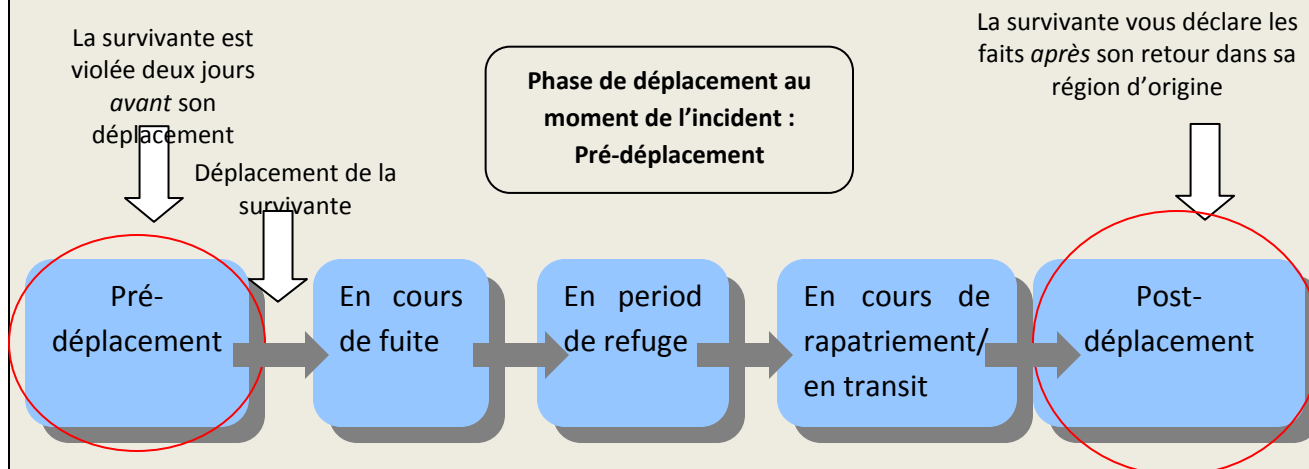 La survivante est
violée deux jours
avant son
déplacement
Déplacement de la
survivante
Phase de déplacement au
moment de l’incident :
Pré-déplacement
La survivante vous déclare les
faits après son retour dans sa
région d’origine
Pré-
déplacement
En cours
de fuite
En period
de refuge
En cours de
rapatriement/
en transit
Post-
déplacement